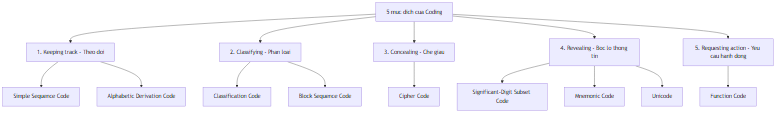 5 muc dich cua Coding
1. Keeping track - Theo doi
2. Classifying - Phan loai
3. Concealing - Che giau
4. Revealing - Boc lo thong
tin
5. Requesting action - Yeu
cau hanh dong
Simple Sequence Code
Alphabetic Derivation Code
Classification Code
Block Sequence Code
Cipher Code
Significant-Digit Subset
Code
Mnemonic Code
Unicode
Function Code